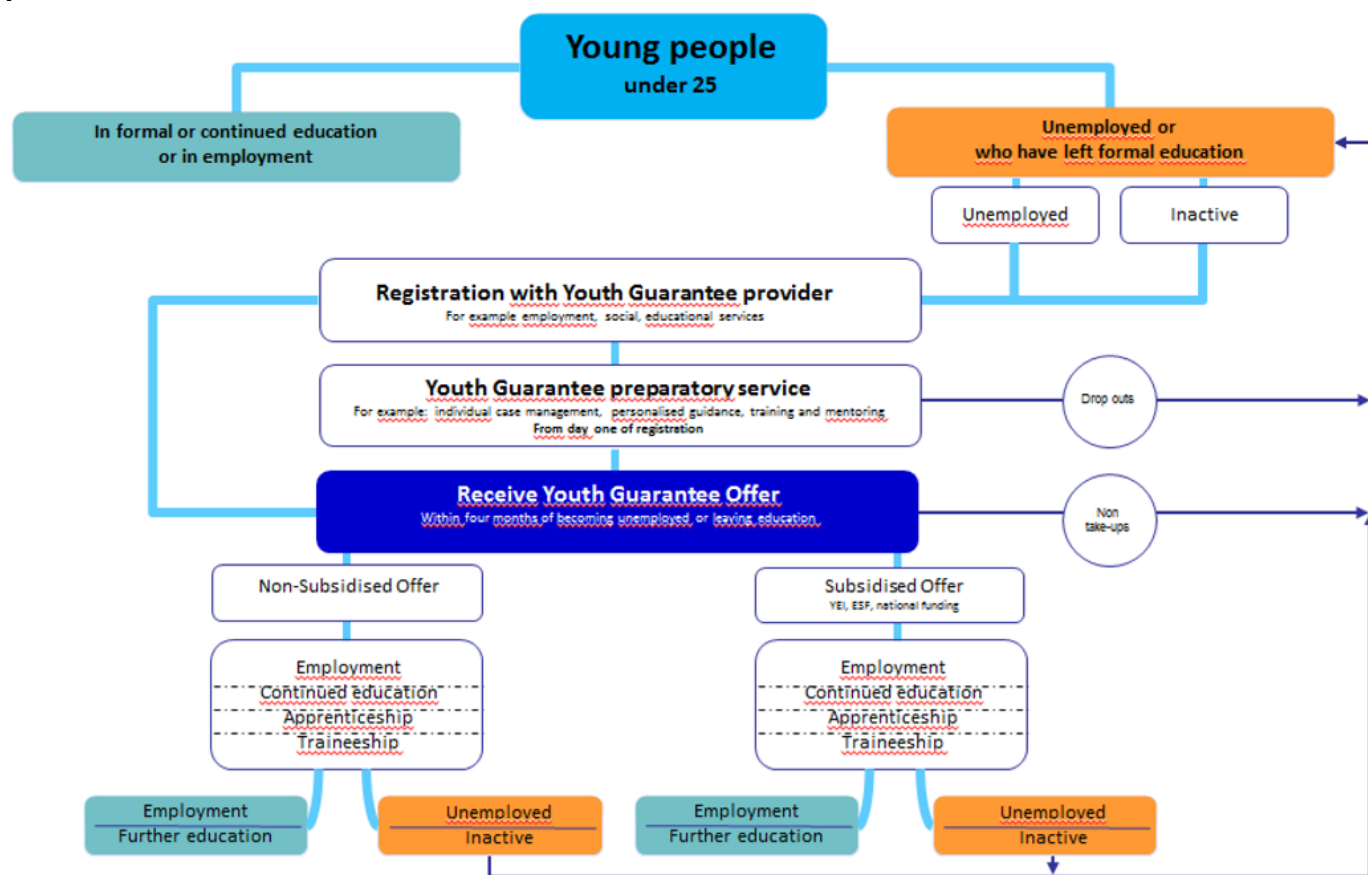 Young people
under 25
In formal or continued education
or in employment
Unemployed or
who have left formal education
Unemployed
Inactive
Registration with Youth Guarantee provider
For example employment, social, educational services
Youth Guarantee preparatory service
For example: individual case management, personalised guidance, training and mentoring
From day one of registration
Drop outs
Receive Youth Guarantee Offer
Within four months of becoming unemployed or leaving education
Non
take-ups
Non-Subsidised Offer
Subsidised Offer
YEI, ESF, national funding
Employment
Continued education
Apprenticeship
Traineeship
Employment
Continued education
Apprenticeship
Traineeship
Employment
Further education
Unemployed
Inactive
Employment
Further education
Unemployed
Inactive